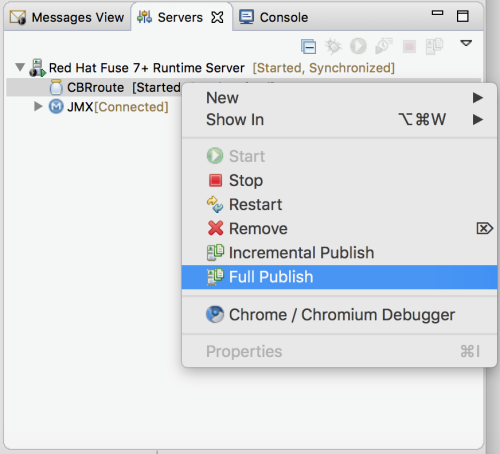 Messages View
Servers
Console
Red Hat Fuse 7+ Runtime Server [Started, Synchronized]
CBRroute [Started,
JMX[Connected]
New
Show In ⌥⌘W
Start
Stop
Restart
Remove ⌦
Incremental Publish
Full Publish
Chrome / Chromium Debugger
Properties ⌘I